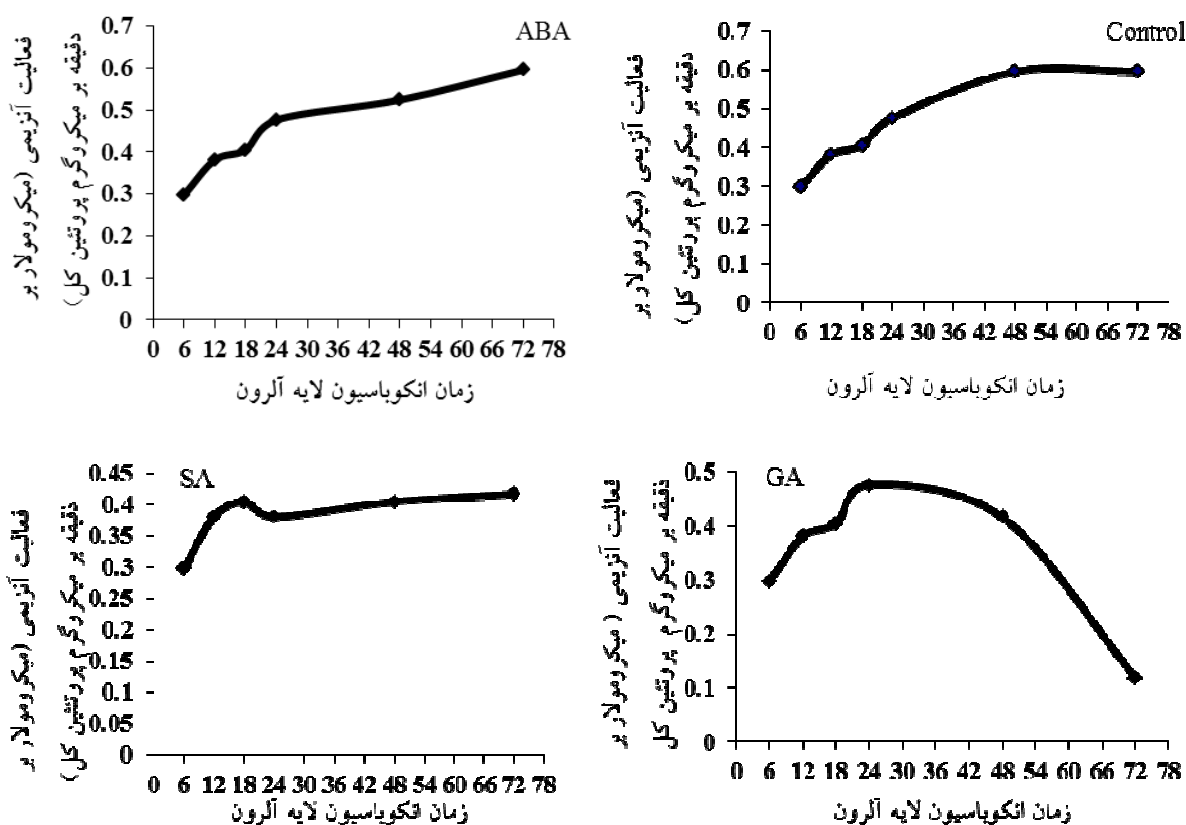 ABA
فعالیت آنزیمی (میکرومولار بر
دقیقه بر میکروگرم پروتئین کل)
0.7
0.6
0.5
0.4
0.3
0.2
0.1
0
0 6 12 18 24 30 36 42 48 54 60 66 72 78
زمان انکوباسیون لایه آلرون
Control
فعالیت آنزیمی (میکرومولار بر
دقیقه بر میکروگرم پروتئین کل)
0.7
0.6
0.5
0.4
0.3
0.2
0.1
0
0 6 12 18 24 30 36 42 48 54 60 66 72 78
زمان انکوباسیون لایه آلرون
SA
فعالیت آنزیمی (میکرومولار بر
دقیقه بر میکروگرم پروتئین کل)
0.45
0.4
0.35
0.3
0.25
0.2
0.15
0.1
0.05
0
0 6 12 18 24 30 36 42 48 54 60 66 72 78
زمان انکوباسیون لایه آلرون
GA
فعالیت آنزیمی ( میکرومولار بر
دقیقه بر میکروگرم پروتئین کل
0.5
0.4
0.3
0.2
0.1
0
0 6 12 18 24 30 36 42 48 54 60 66 72 78
زمان انکوباسیون لایه آلرون